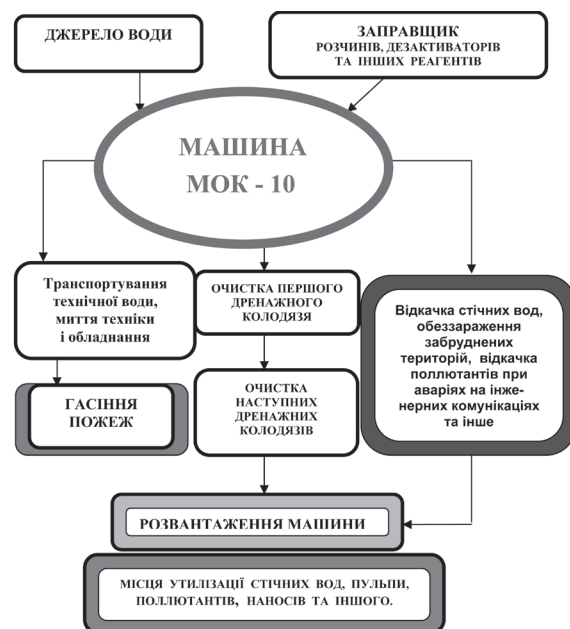 ДЖЕРЕЛО ВОДИ
ЗАПРАВЩИК
РОЗЧИНІВ, ДЕЗАКТИВАТОРІВ
ТА ІНШИХ РЕАГЕНТІВ
МАШИНА
МОК - 10
Транспортування
технічної води,
миття техніки
і обладнання
ГАСІННЯ
ПОЖЕЖ
ОЧИСТКА ПЕРШОГО
ДРЕНАЖНОГО
КОЛОДЯЗЯ
ОЧИСТКА
НАСТУПНИХ
ДРЕНАЖНИХ
КОЛОДЯЗІВ
Відкачка стічних вод,
обеззараження
забруднених
територій, відкачка
поллютантів при
аваріях на інже-
нерних комунікаціях
та інше
РОЗВАНТАЖЕННЯ МАШИНИ
МІСЦЯ УТИЛІЗАЦІЇ СТІЧНИХ ВОД, ПУЛЬПИ,
ПОЛЛЮТАНТІВ, НАНОСІВ ТА ІНШОГО.